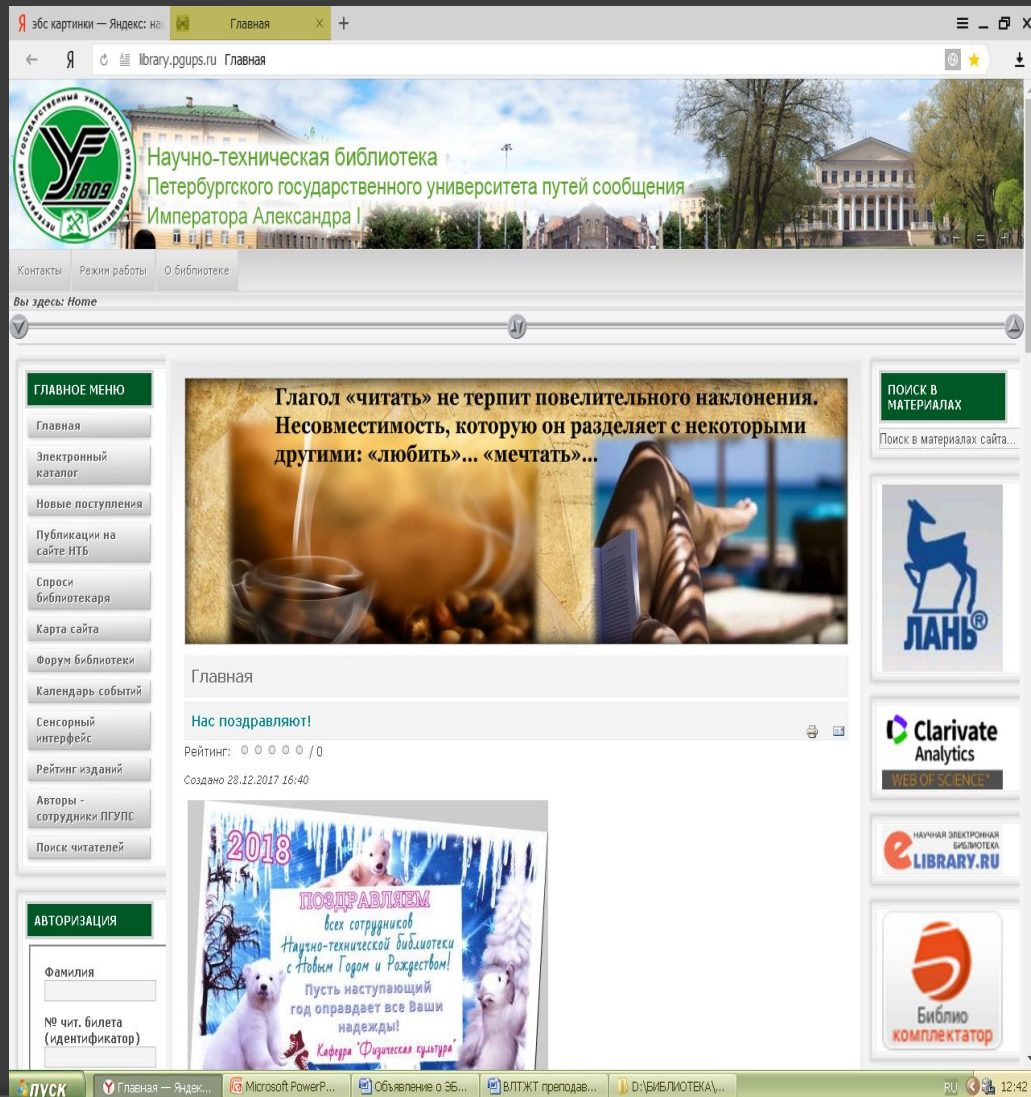 эбс картинки — Яндекс: на
Главная
library.pgups.ru Главная
ПЕТЕРБУРГСКИЙ ГОСУДАРСТВЕННЫЙ УНИВЕРСИТЕТ ПУТЕЙ СООБЩЕНИЯ
1809
Научно-техническая библиотека
Петербургского государственного университета путей сообщения
Императора Александра I
Контакты
Режим работы
О библиотеке
Вы здесь: Home
ГЛАВНОЕ МЕНЮ
Главная
Электронный
каталог
Новые поступления
Публикации на
сайте НТБ
Спроси
библиотекаря
Карта сайта
Форум библиотеки
Календарь событий
Сенсорный
интерфейс
Рейтинг изданий
Авторы -
сотрудники ПГУПС
Поиск читателей
АВТОРИЗАЦИЯ
Фамилия
№ чит. билета
(идентификатор)
Глагол «читать» не терпит повелительного наклонения.
Несовместимость, которую он разделяет с некоторыми
другими: «любить»... «мечтать»...
Главная
Нас поздравляют!
Рейтинг: / 0
Создано 28.12.2017 16:40
2018
ПОЗДРАВЛЯЕМ
всех сотрудников
Научно-технической библиотеки
с Новым Годом и Рождеством!
Пусть наступающий
год оправдает все Ваши
надежды!
Кафедра "Физическая культура"
ПОИСК В
МАТЕРИАЛАХ
Поиск в материалах сайта...
ЛАНЬ®
Clarivate
Analytics
WEB OF SCIENCE™
НАУЧНАЯ ЭЛЕКТРОННАЯ
БИБЛИОТЕКА
LIBRARY.RU
Библио
комплектатор
пуск
Главная — Яндек...
Microsoft PowerP...
Объявление о ЭБ...
ВЛТЖТ преподав...
D:\БИБЛИОТЕКА\...
RU
12:42